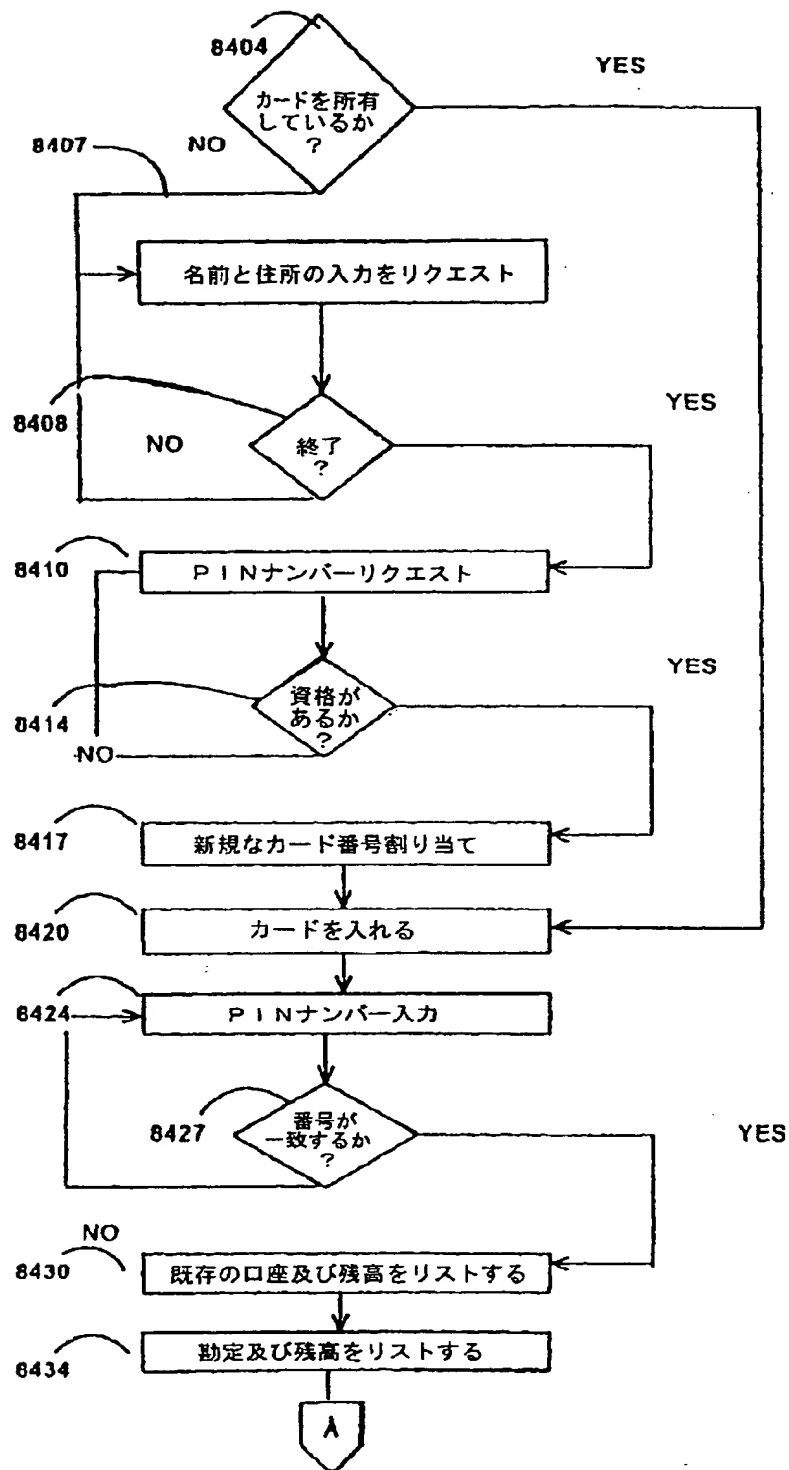 8404
YES
カードを所有
しているか
?
8407
NO
名前と住所の入力をリクエスト
YES
8408
NO
終了
?
8410
PINナンバーリクエスト
YES
資格が
あるか
?
8414
NO
8417
新規なカード番号割り当て
8420
カードを入れる
8424
PINナンバー入力
8427
番号が
一致するか
?
YES
NO
8430
既存の口座及び残高をリストする
8434
勘定及び残高をリストする
A